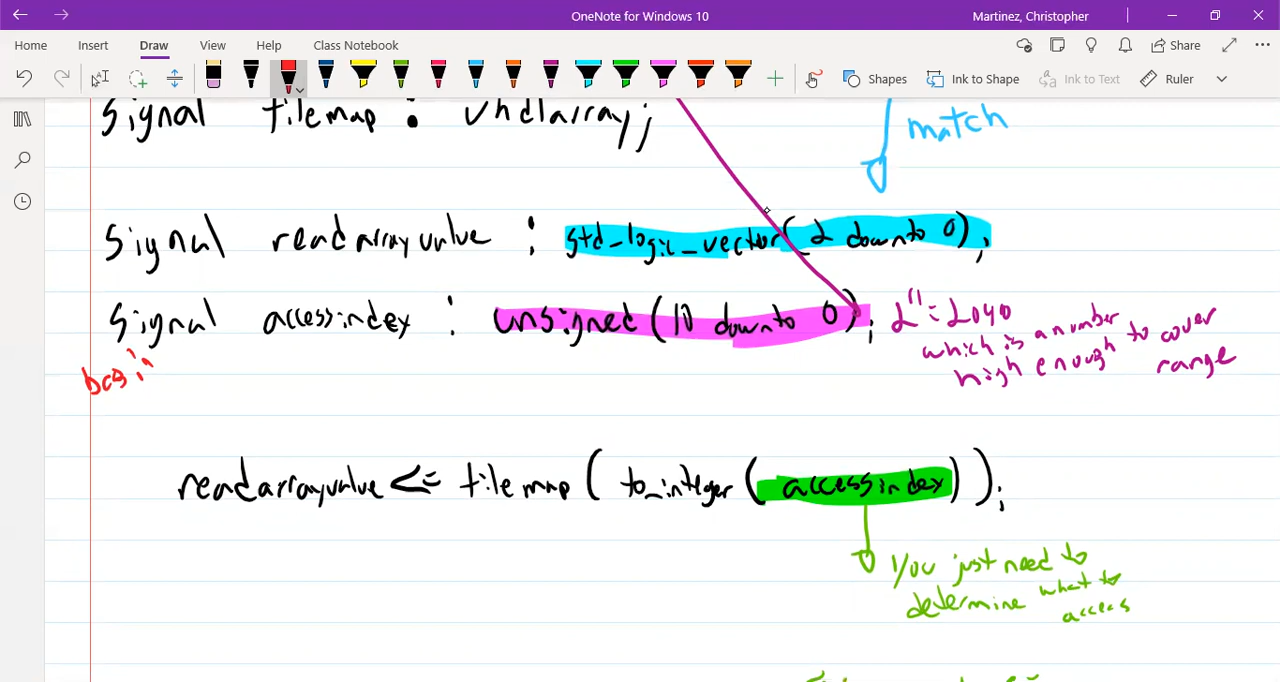 OneNote for Windows 10
Martinez, Christopher
Home Insert Draw View Help Class Notebook
Share
Shapes Ink to Shape Ink to Text Ruler
signal tilemap : vhdlarray;
match
signal readarrayvalue : std_logic_vector(2 downto 0);
signal accessindex : unsigned(10 downto 0);
2^11 = 2040
which is a number
high enough to cover
range
begin
readarrayvalue <= tilemap(to_integer(accessindex));
You just need to
determine what to
access